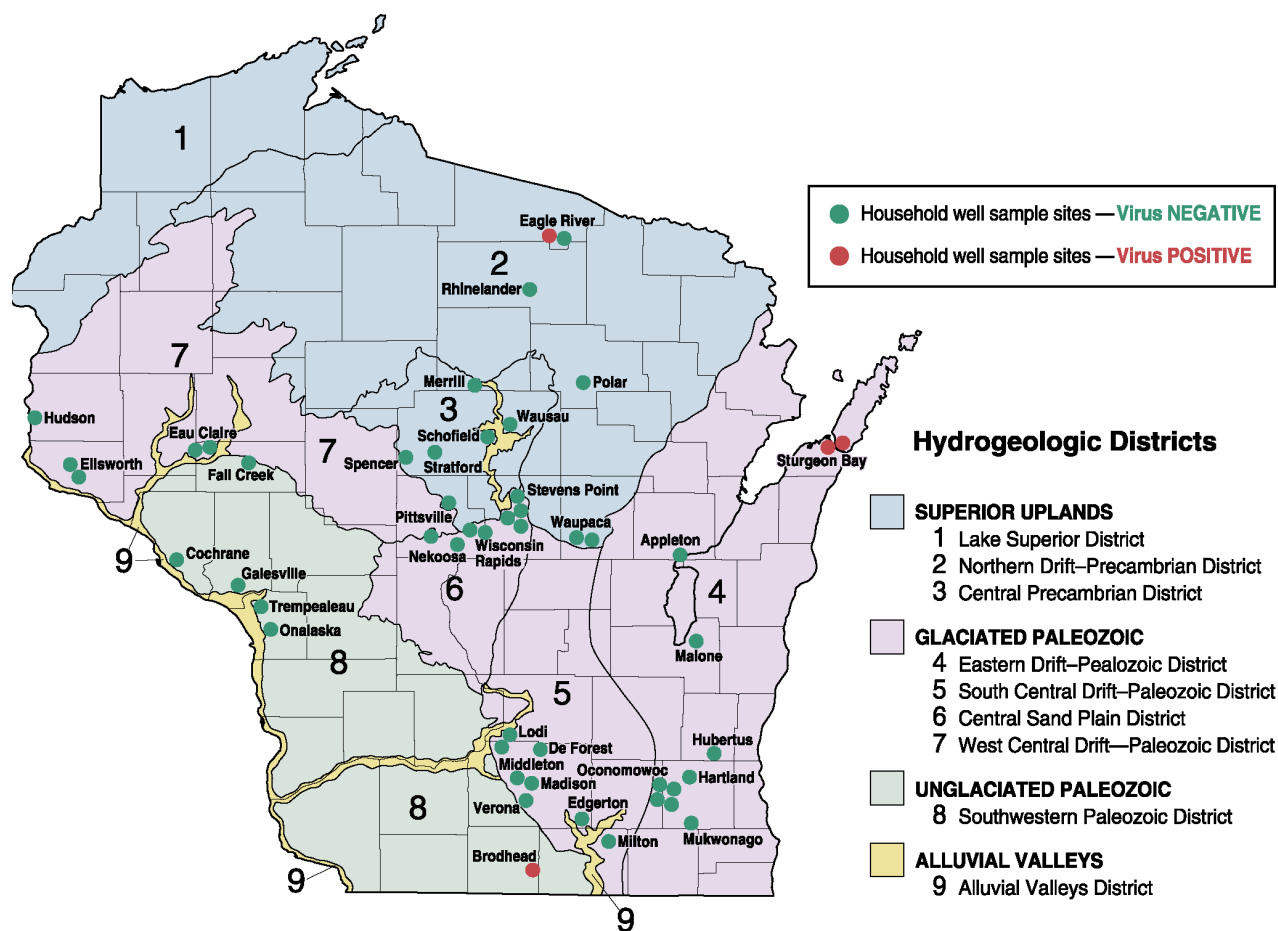 1
Eagle River
2
Rhinelander
7
Merrill
Polar
Hudson
3
Wausau
Eau Claire
Schofield
7
Ellsworth
Spencer
Stratford
Sturgeon Bay
Fall Creek
Stevens Point
Pittsville
Waupaca
Nekoosa
Wisconsin
Rapids
Appleton
9
Cochrane
Galesville
6
4
Trempealeau
Onalaska
Malone
8
5
Lodi
De Forest
Hubertus
Middleton
Oconomowoc
Hartland
Madison
Verona
Edgerton
8
Mukwonago
Milton
Brodhead
9
9
Household well sample sites — Virus NEGATIVE
Household well sample sites — Virus POSITIVE
Hydrogeologic Districts
SUPERIOR UPLANDS
1 Lake Superior District
2 Northern Drift–Precambrian District
3 Central Precambrian District
GLACIATED PALEOZOIC
4 Eastern Drift–Pealozoic District
5 South Central Drift–Paleozoic District
6 Central Sand Plain District
7 West Central Drift—Paleozoic District
UNGLACIATED PALEOZOIC
8 Southwestern Paleozoic District
ALLUVIAL VALLEYS
9 Alluvial Valleys District